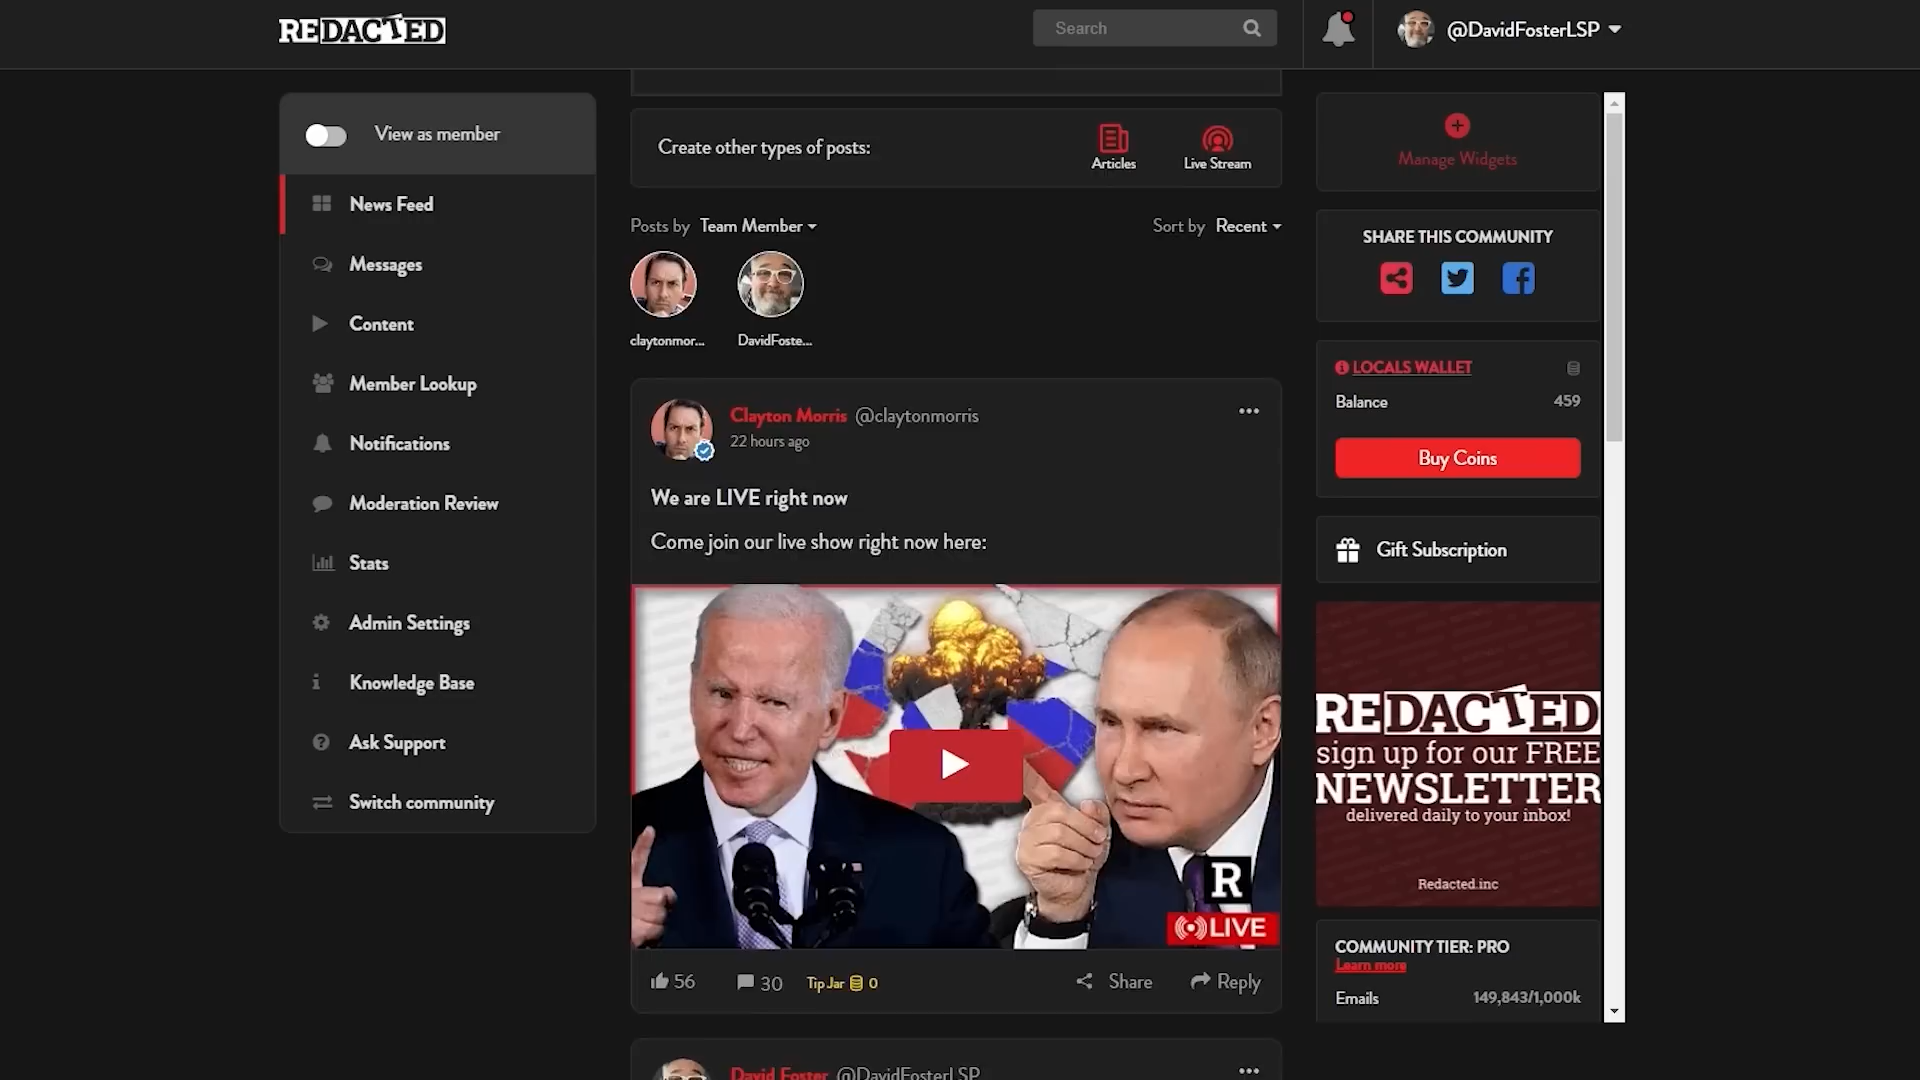 REDACTED
Search
@DavidFosterLSP
View as member
News Feed
Messages
Content
Member Lookup
Notifications
Moderation Review
Stats
Admin Settings
Knowledge Base
Ask Support
Switch community
Create other types of posts:
Articles
Live Stream
Posts by Team Member
Sort by Recent
claytonmor...
DavidFoste...
Clayton Morris @claytonmorris
22 hours ago
We are LIVE right now
Come join our live show right now here:
R
LIVE
56
30
Tip Jar 0
Share
Reply
David Foster @DavidFosterLSP
Manage Widgets
SHARE THIS COMMUNITY
LOCALS WALLET
Balance 459
Buy Coins
Gift Subscription
REDACTED
sign up for our FREE
NEWSLETTER
delivered daily to your inbox!
Redacted.inc
COMMUNITY TIER: PRO
Learn more
Emails 149,843/1,000k